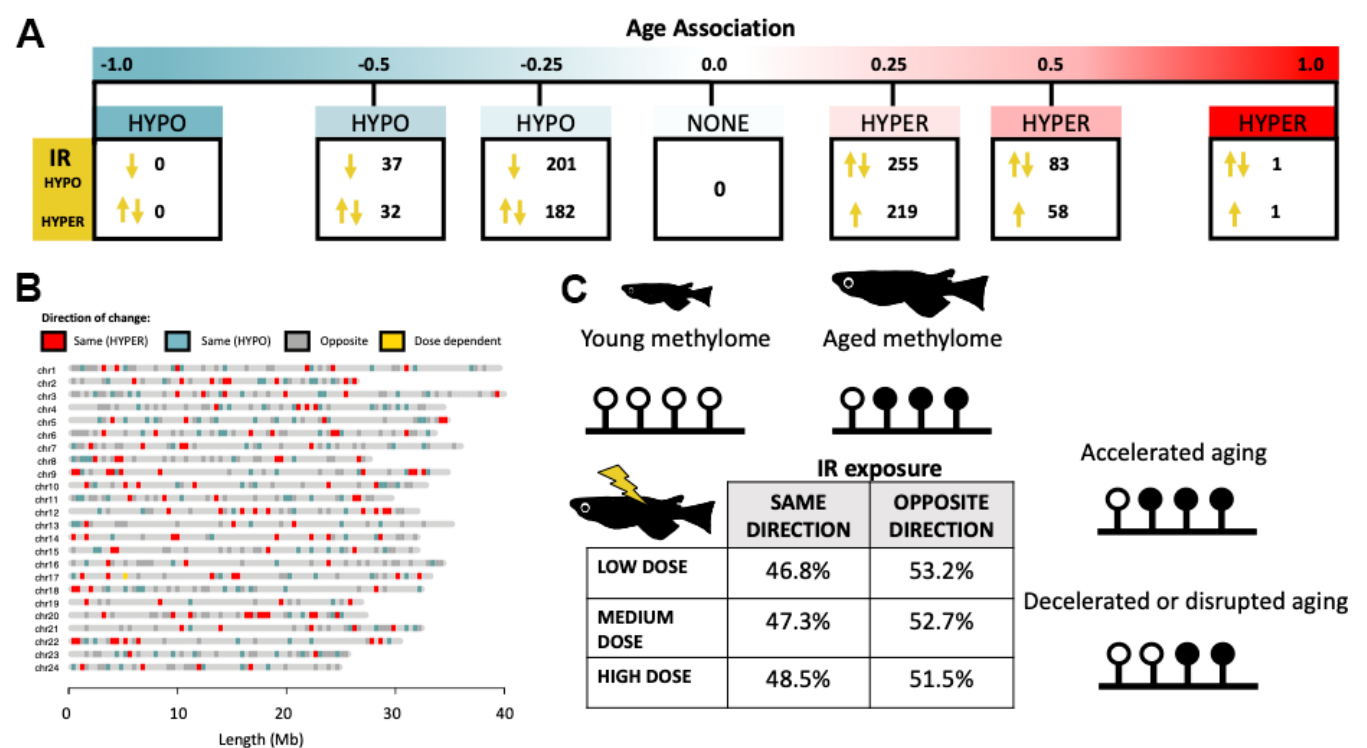 A
Age Association
-1.0 -0.5 -0.25 0.0 0.25 0.5 1.0
HYPO HYPO HYPO NONE HYPER HYPER HYPER
IR
HYPO
0 37 201 255 83 1
0
HYPER
0 32 182 219 58 1
B
Direction of change:
Same (HYPER) Same (HYPO) Opposite Dose dependent
chr1
chr2
chr3
chr4
chr5
chr6
chr7
chr8
chr9
chr10
chr11
chr12
chr13
chr14
chr15
chr16
chr17
chr18
chr19
chr20
chr21
chr22
chr23
chr24
0 10 20 30 40
Length (Mb)
C
Young methylome Aged methylome
IR exposure
SAME DIRECTION OPPOSITE DIRECTION
LOW DOSE 46.8% 53.2%
MEDIUM DOSE 47.3% 52.7%
HIGH DOSE 48.5% 51.5%
Accelerated aging
Decelerated or disrupted aging